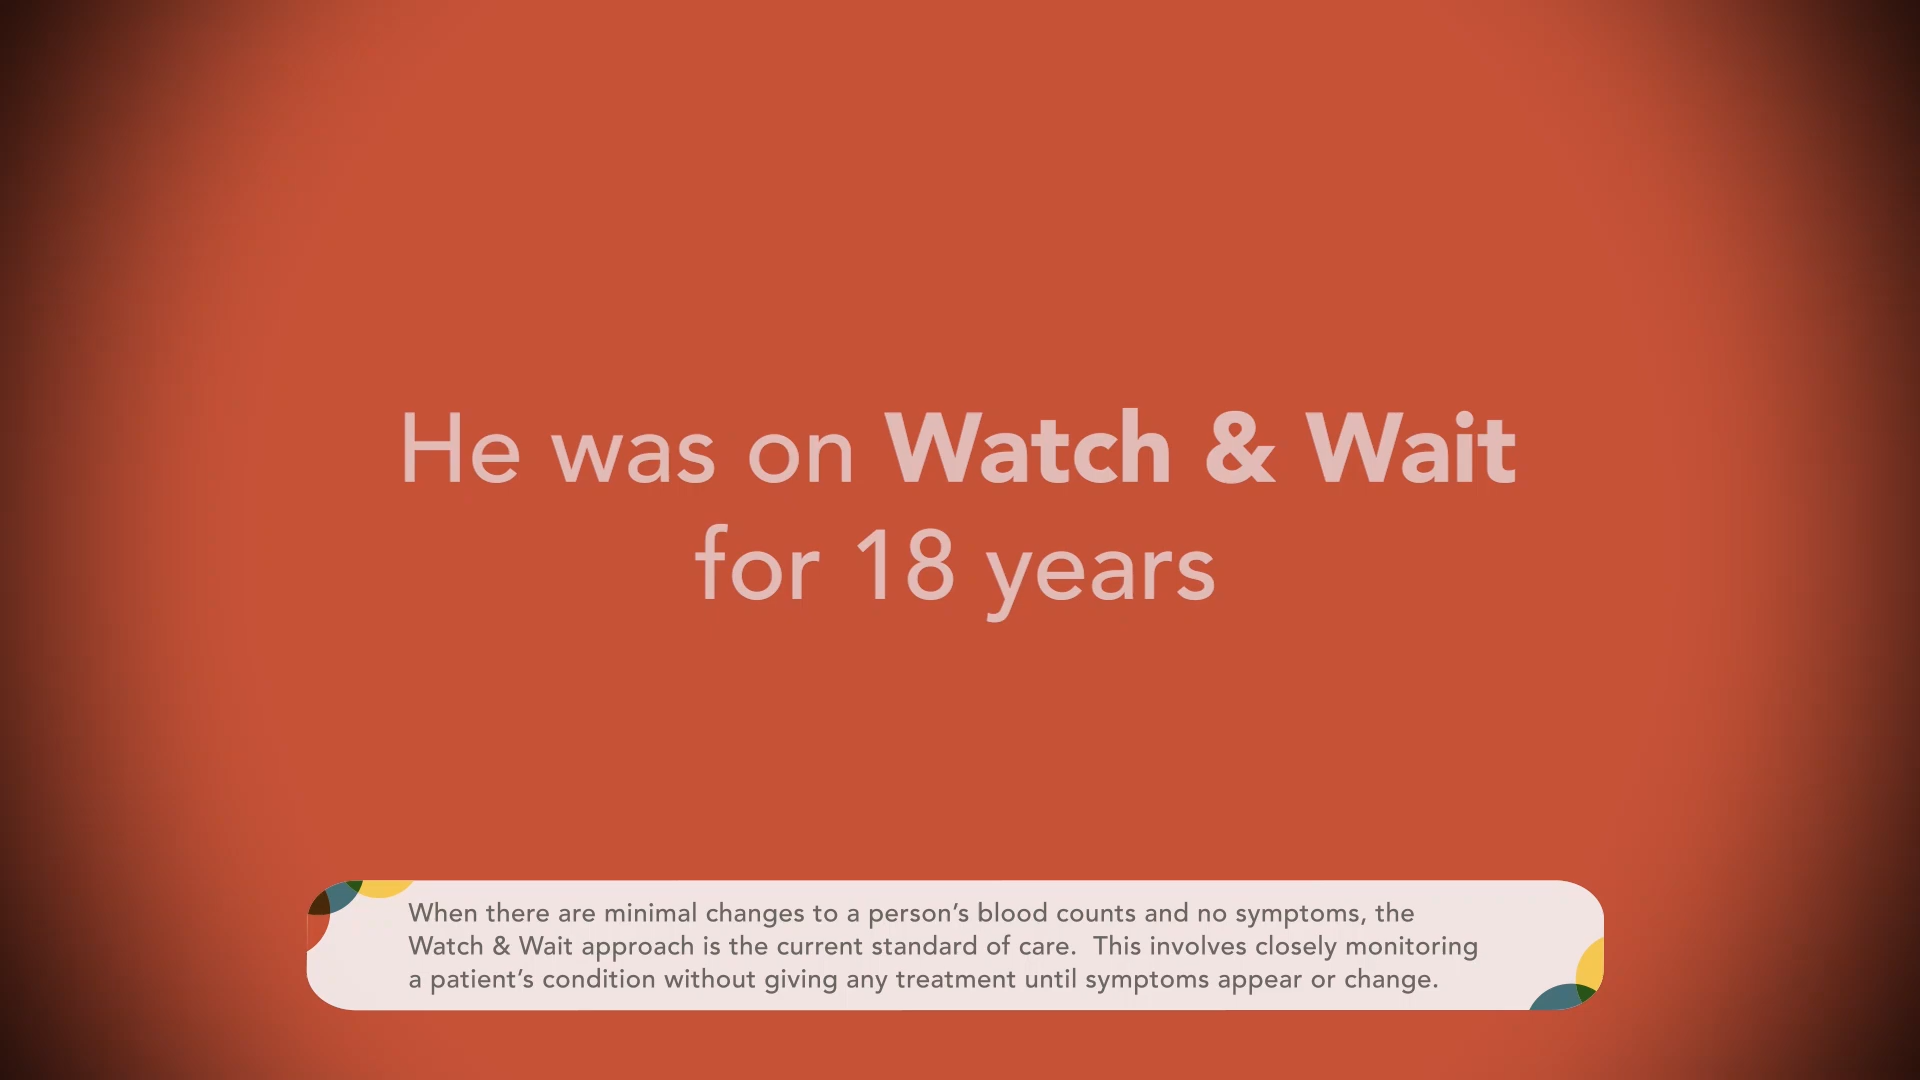 He was on Watch & Wait
for 18 years
When there are minimal changes to a person’s blood counts and no symptoms, the
Watch & Wait approach is the current standard of care.  This involves closely monitoring
a patient’s condition without giving any treatment until symptoms appear or change.